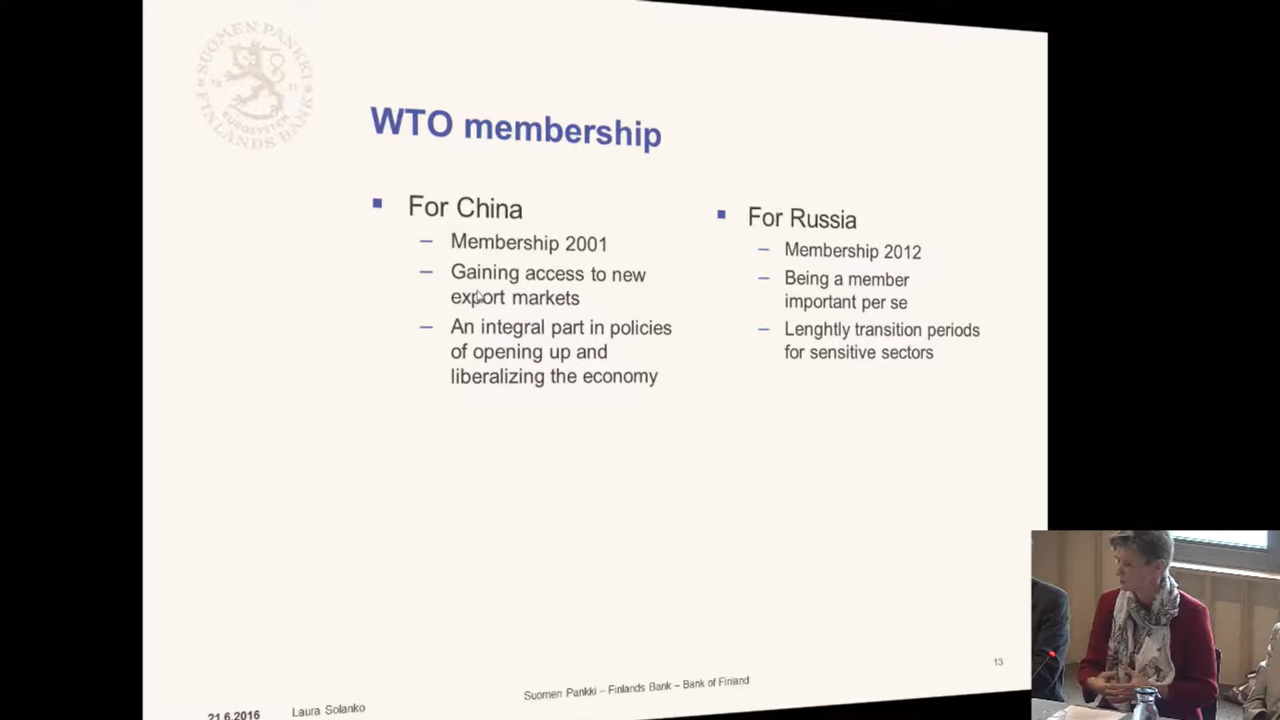 SUOMEN PANKKI
18 11
EUROSYSTEM
FINLANDS BANK
WTO membership
For China
– Membership 2001
– Gaining access to new
export markets
– An integral part in policies
of opening up and
liberalizing the economy
For Russia
– Membership 2012
– Being a member
important per se
– Lenghtly transition periods
for sensitive sectors
13
Suomen Pankki – Finlands Bank – Bank of Finland
21.6.2016 Laura Solanko